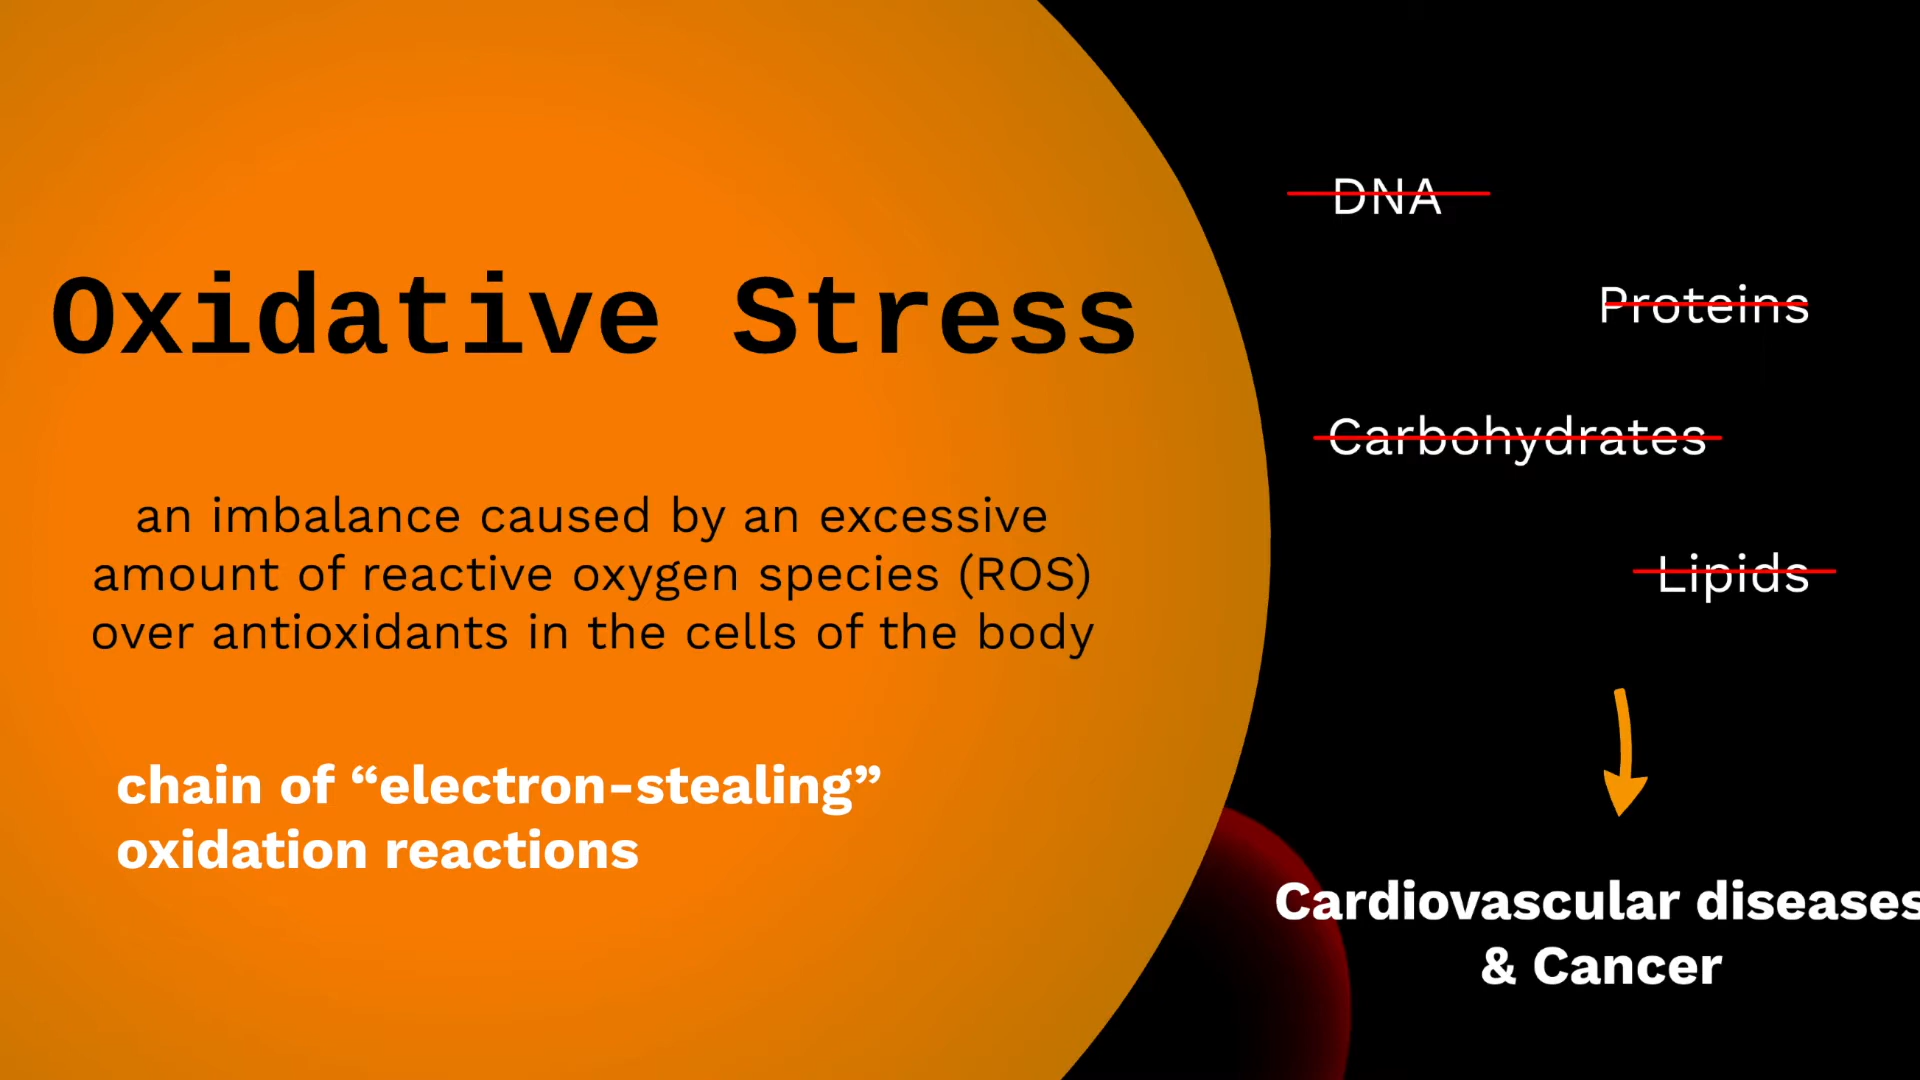 Oxidative Stress
an imbalance caused by an excessive
amount of reactive oxygen species (ROS)
over antioxidants in the cells of the body
chain of “electron-stealing”
oxidation reactions
DNA
Proteins
Carbohydrates
Lipids
Cardiovascular diseases
& Cancer